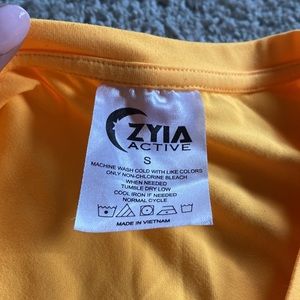 ZYIA
ACTIVE
S
MACHINE WASH COLD WITH LIKE COLORS
ONLY NON-CHLORINE BLEACH
WHEN NEEDED
TUMBLE DRY LOW
COOL IRON IF NEEDED
NORMAL CYCLE
MADE IN VIETNAM